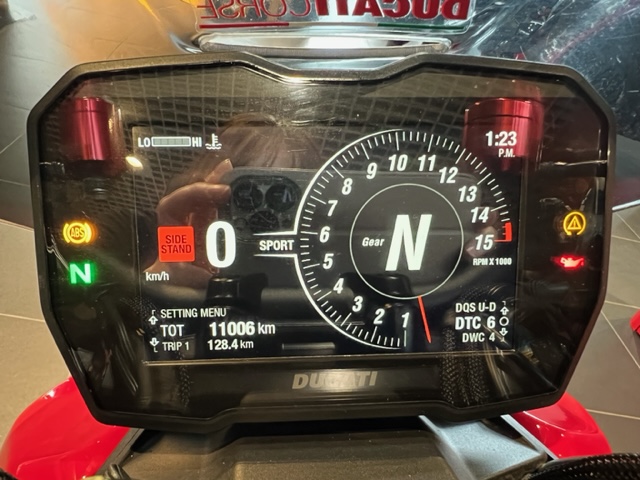 DUCATI CORSE
LO HI
1:23
P.M.
ABS
SIDE
STAND
0
km/h
SPORT
Gear
N
1
2
3
4
5
6
7
8
9
10
11
12
13
14
15
RPM X 1000
N
SETTING MENU
TOT 11006 km
TRIP 1 128.4 km
DQS U-D
DTC 6
DWC 4
DUCATI